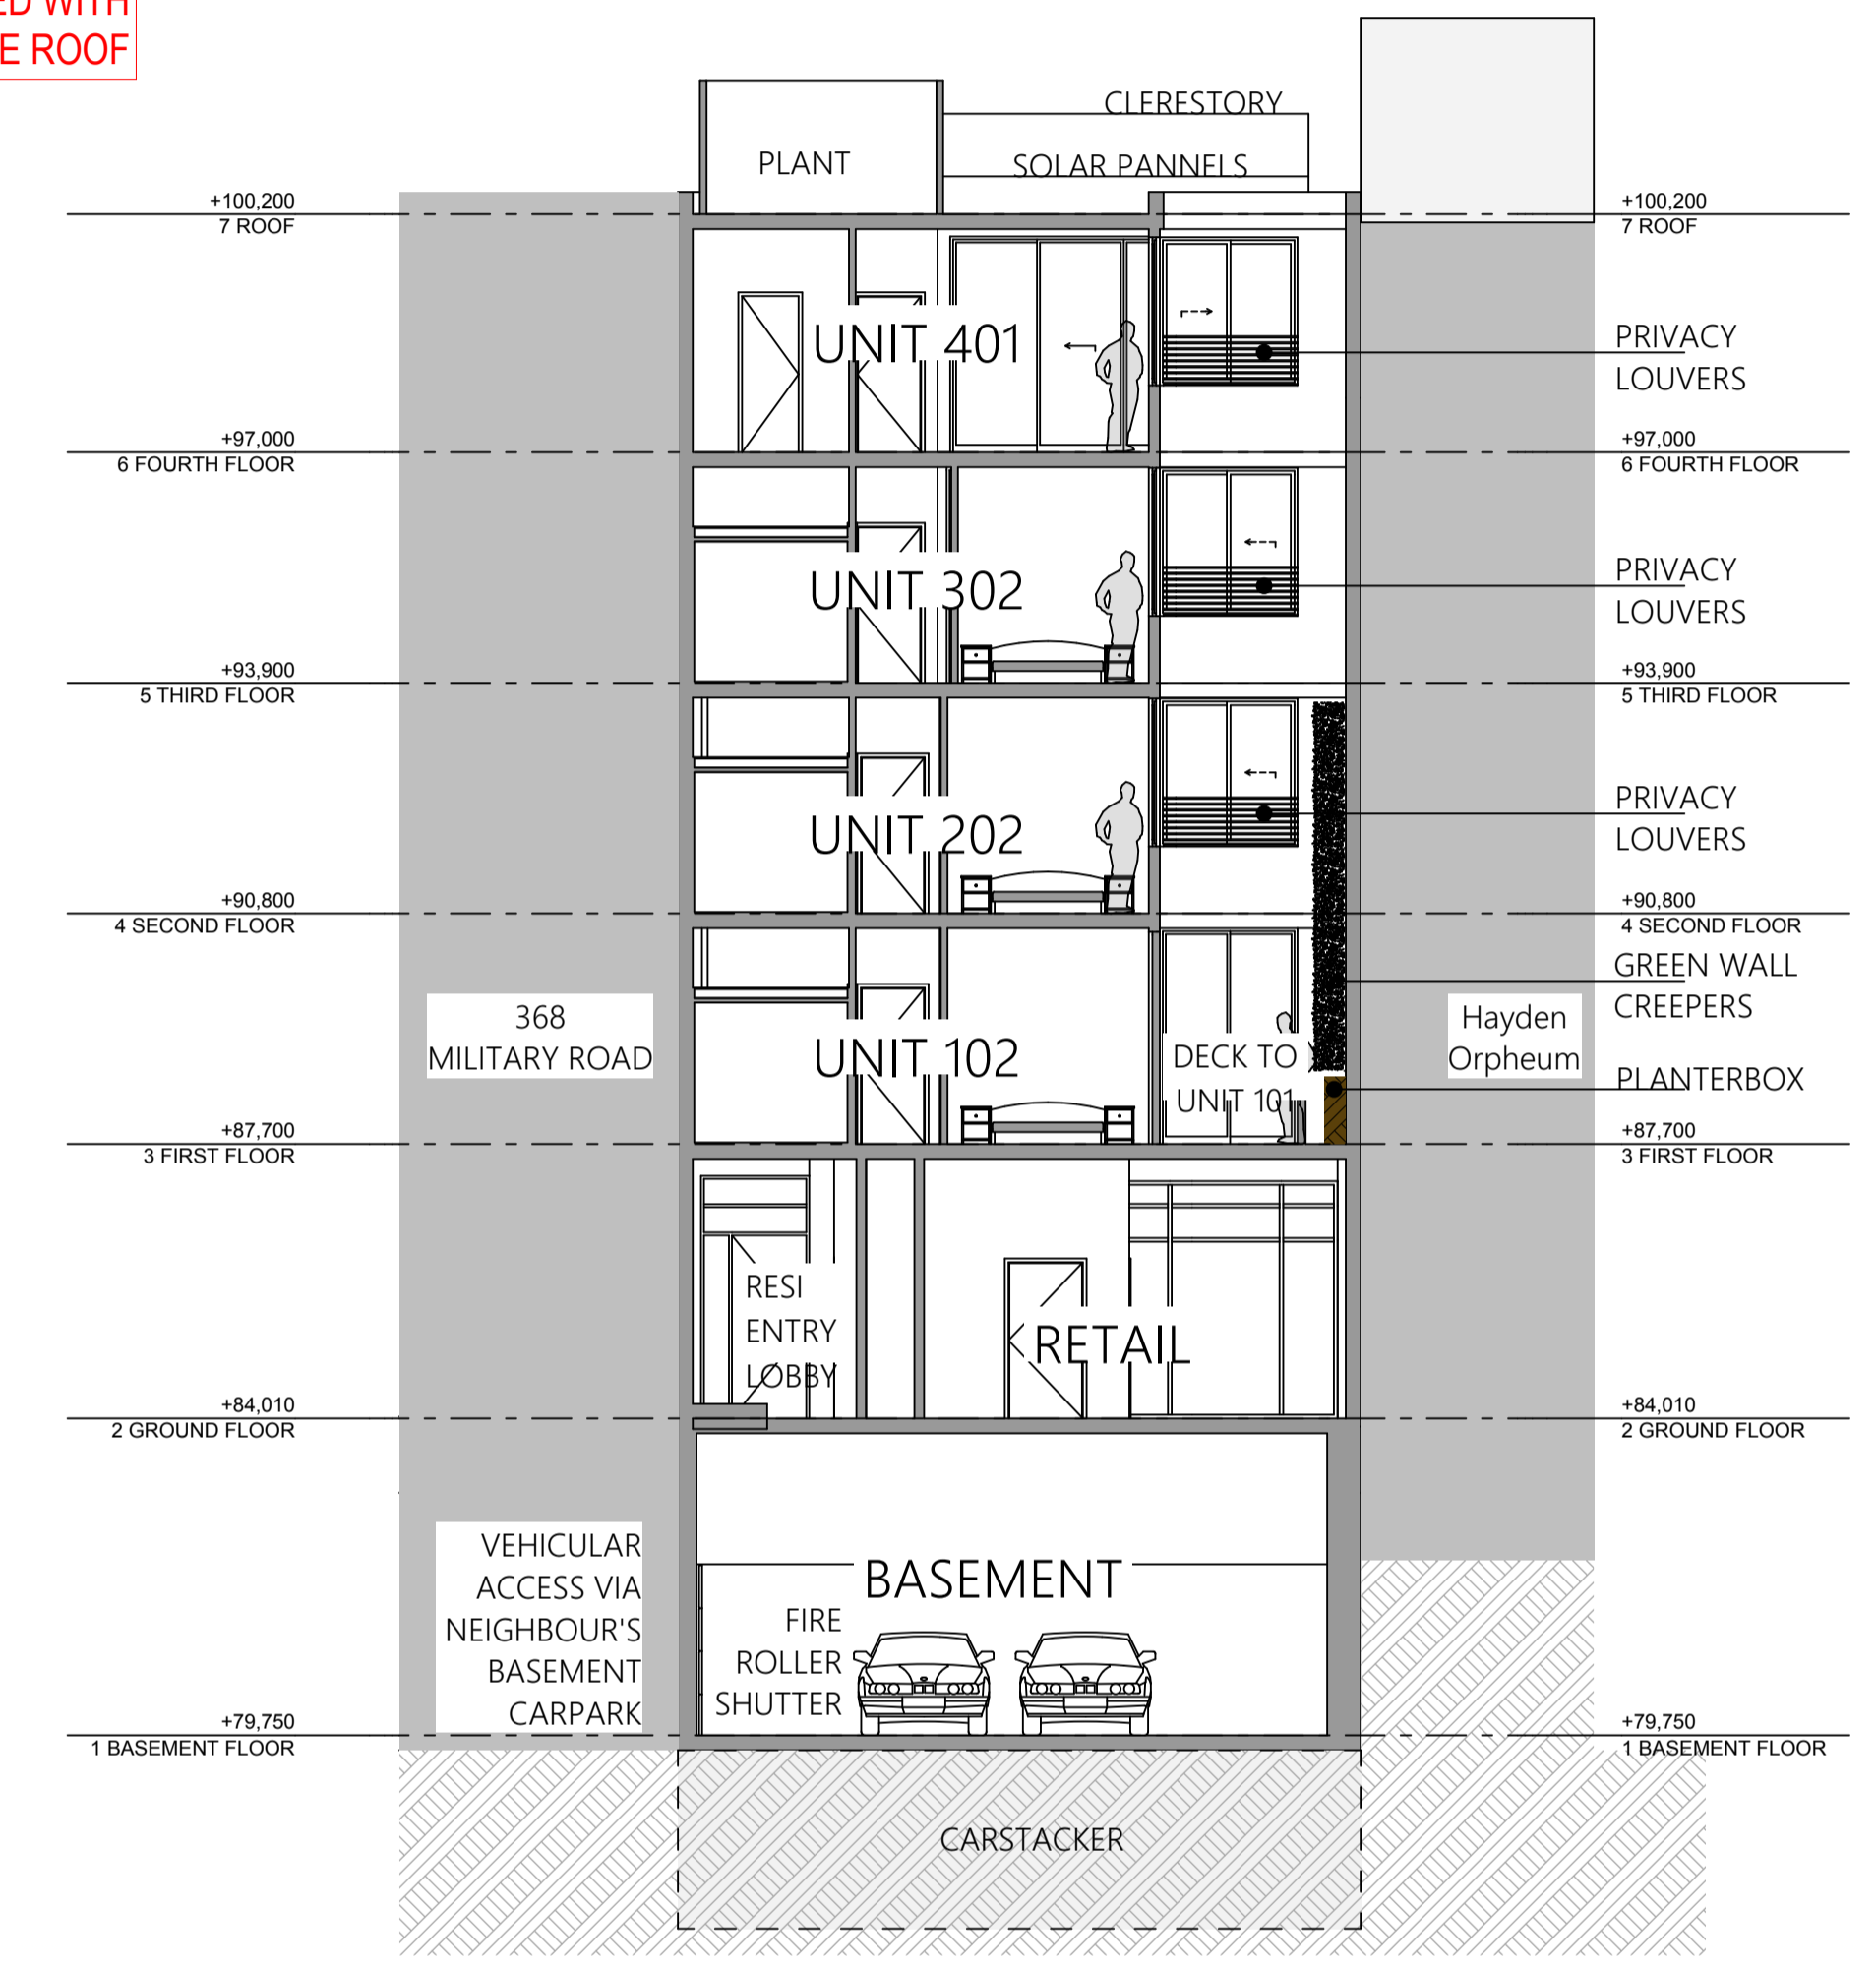 ED WITH
E ROOF
CLERESTORY
PLANT
SOLAR PANNELS
+100,200
7 ROOF
+100,200
7 ROOF
UNIT 401
PRIVACY
LOUVERS
+97,000
6 FOURTH FLOOR
+97,000
6 FOURTH FLOOR
UNIT 302
PRIVACY
LOUVERS
+93,900
5 THIRD FLOOR
+93,900
5 THIRD FLOOR
UNIT 202
PRIVACY
LOUVERS
+90,800
4 SECOND FLOOR
+90,800
4 SECOND FLOOR
GREEN WALL
CREEPERS
368
MILITARY ROAD
UNIT 102
DECK TO
UNIT 101
Hayden
Orpheum
PLANTERBOX
+87,700
3 FIRST FLOOR
+87,700
3 FIRST FLOOR
RESI
ENTRY
LOBBY
RETAIL
+84,010
2 GROUND FLOOR
+84,010
2 GROUND FLOOR
VEHICULAR
ACCESS VIA
NEIGHBOUR'S
BASEMENT
CARPARK
BASEMENT
FIRE
ROLLER
SHUTTER
+79,750
1 BASEMENT FLOOR
+79,750
1 BASEMENT FLOOR
CARSTACKER